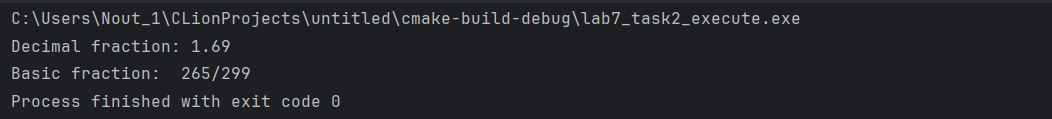 C:\Users\Nout_1\CLionProjects\untitled\cmake-build-debug\lab7_task2_execute.exe
Decimal fraction: 1.69
Basic fraction:  265/299
Process finished with exit code 0